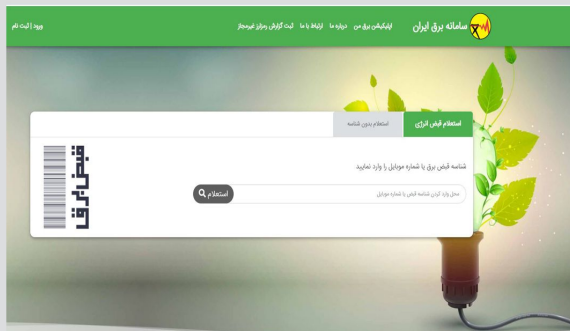 سامانه برق ایران
اپلیکیشن برق من   درباره ما   ارتباط با ما   ثبت گزارش رمزارز غیرمجاز
ورود | ثبت نام
استعلام قبض انرژی
استعلام بدون شناسه
شناسه قبض برق یا شماره موبایل را وارد نمایید
محل وارد کردن شناسه قبض یا شماره موبایل
استعلام
قبض برق